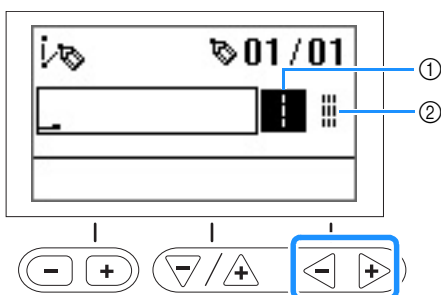 01/01 ①
②
- + / + - +